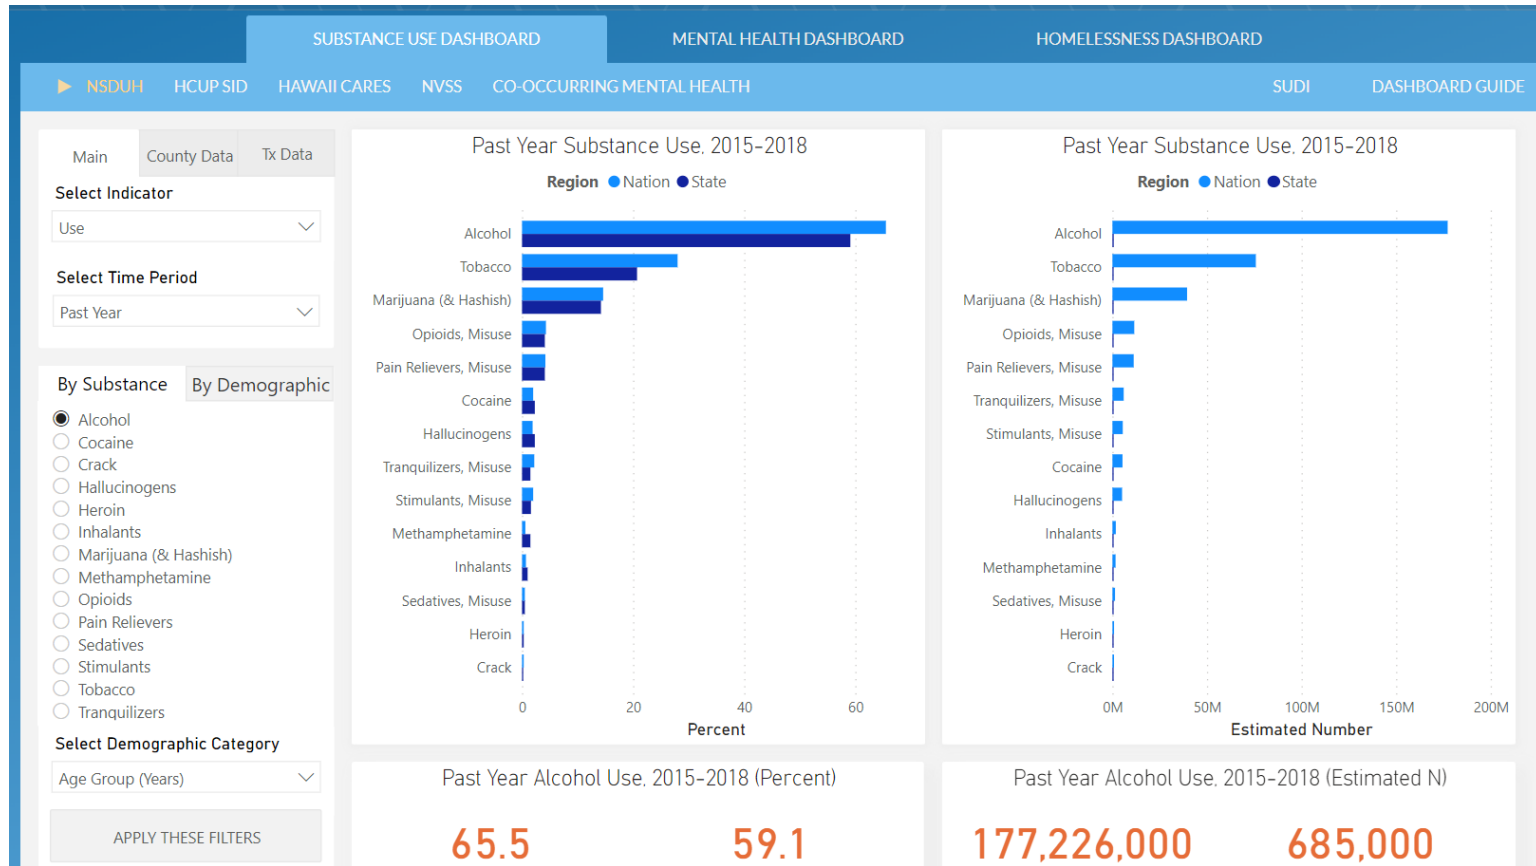 SUBSTANCE USE DASHBOARD
MENTAL HEALTH DASHBOARD
HOMELESSNESS DASHBOARD
NSDUH
HCUP SID
HAWAII CARES
NVSS
CO-OCCURRING MENTAL HEALTH
SUDI
DASHBOARD GUIDE
Main
County Data
Tx Data
Select Indicator
Use
Select Time Period
Past Year
By Substance
By Demographic
Alcohol
Cocaine
Crack
Hallucinogens
Heroin
Inhalants
Marijuana (& Hashish)
Methamphetamine
Opioids
Pain Relievers
Sedatives
Stimulants
Tobacco
Tranquilizers
Select Demographic Category
Age Group (Years)
APPLY THESE FILTERS
Past Year Substance Use, 2015-2018
Region Nation State
Alcohol
Tobacco
Marijuana (& Hashish)
Opioids, Misuse
Pain Relievers, Misuse
Cocaine
Hallucinogens
Tranquilizers, Misuse
Stimulants, Misuse
Methamphetamine
Inhalants
Sedatives, Misuse
Heroin
Crack
0 20 40 60
Percent
Past Year Substance Use, 2015-2018
Region Nation State
Alcohol
Tobacco
Marijuana (& Hashish)
Opioids, Misuse
Pain Relievers, Misuse
Tranquilizers, Misuse
Stimulants, Misuse
Cocaine
Hallucinogens
Inhalants
Methamphetamine
Sedatives, Misuse
Heroin
Crack
0M 50M 100M 150M 200M
Estimated Number
Past Year Alcohol Use, 2015-2018 (Percent)
65.5 59.1
Past Year Alcohol Use, 2015-2018 (Estimated N)
177,226,000 685,000